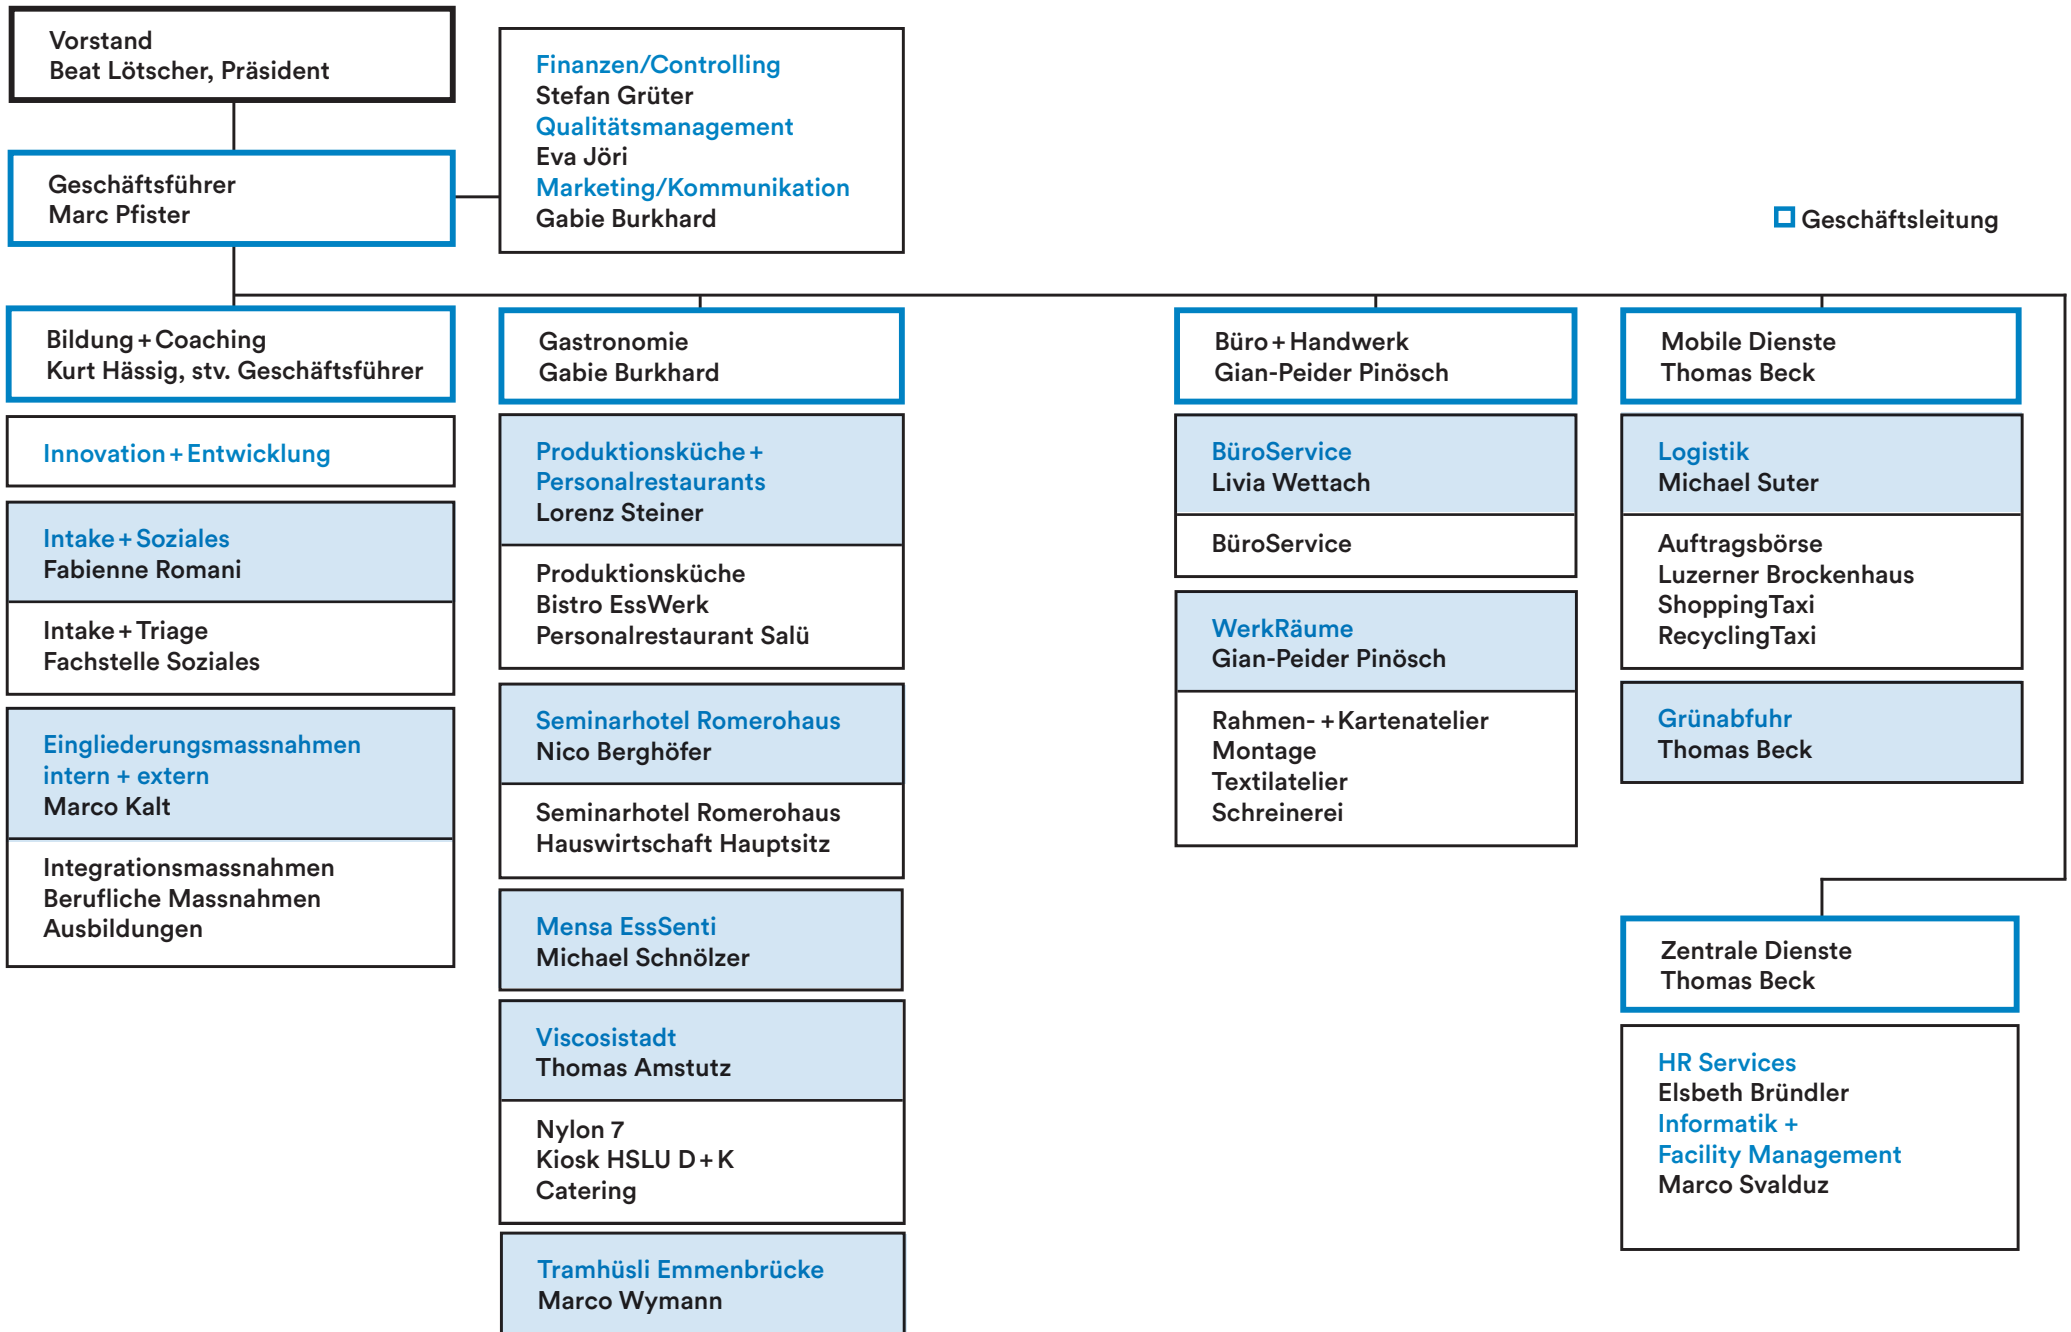 Vorstand
Beat Lötscher, Präsident
Finanzen/Controlling
Stefan Grüter
Qualitätsmanagement
Eva Jöri
Marketing/Kommunikation
Gabie Burkhard
Geschäftsführer
Marc Pfister
Geschäftsleitung
Bildung+Coaching
Kurt Hässig, stv. Geschäftsführer
Innovation+Entwicklung
Intake+Soziales
Fabienne Romani
Intake+Triage
Fachstelle Soziales
Eingliederungsmassnahmen
intern + extern
Marco Kalt
Integrationsmassnahmen
Berufliche Massnahmen
Ausbildungen
Gastronomie
Gabie Burkhard
Produktionsküche+
Personalrestaurants
Lorenz Steiner
Produktionsküche
Bistro EssWerk
Personalrestaurant Salü
Seminarhotel Romerohaus
Nico Berghöfer
Seminarhotel Romerohaus
Hauswirtschaft Hauptsitz
Mensa EssSenti
Michael Schnölzer
Viscosistadt
Thomas Amstutz
Nylon 7
Kiosk HSLU D+K
Catering
Tramhüsli Emmenbrücke
Marco Wymann
Büro+Handwerk
Gian-Peider Pinösch
BüroService
Livia Wettach
BüroService
WerkRäume
Gian-Peider Pinösch
Rahmen- +Kartenatelier
Montage
Textilatelier
Schreinerei
Mobile Dienste
Thomas Beck
Logistik
Michael Suter
Auftragsbörse
Luzerner Brockenhaus
ShoppingTaxi
RecyclingTaxi
Grünabfuhr
Thomas Beck
Zentrale Dienste
Thomas Beck
HR Services
Elsbeth Bründler
Informatik +
Facility Management
Marco Svalduz